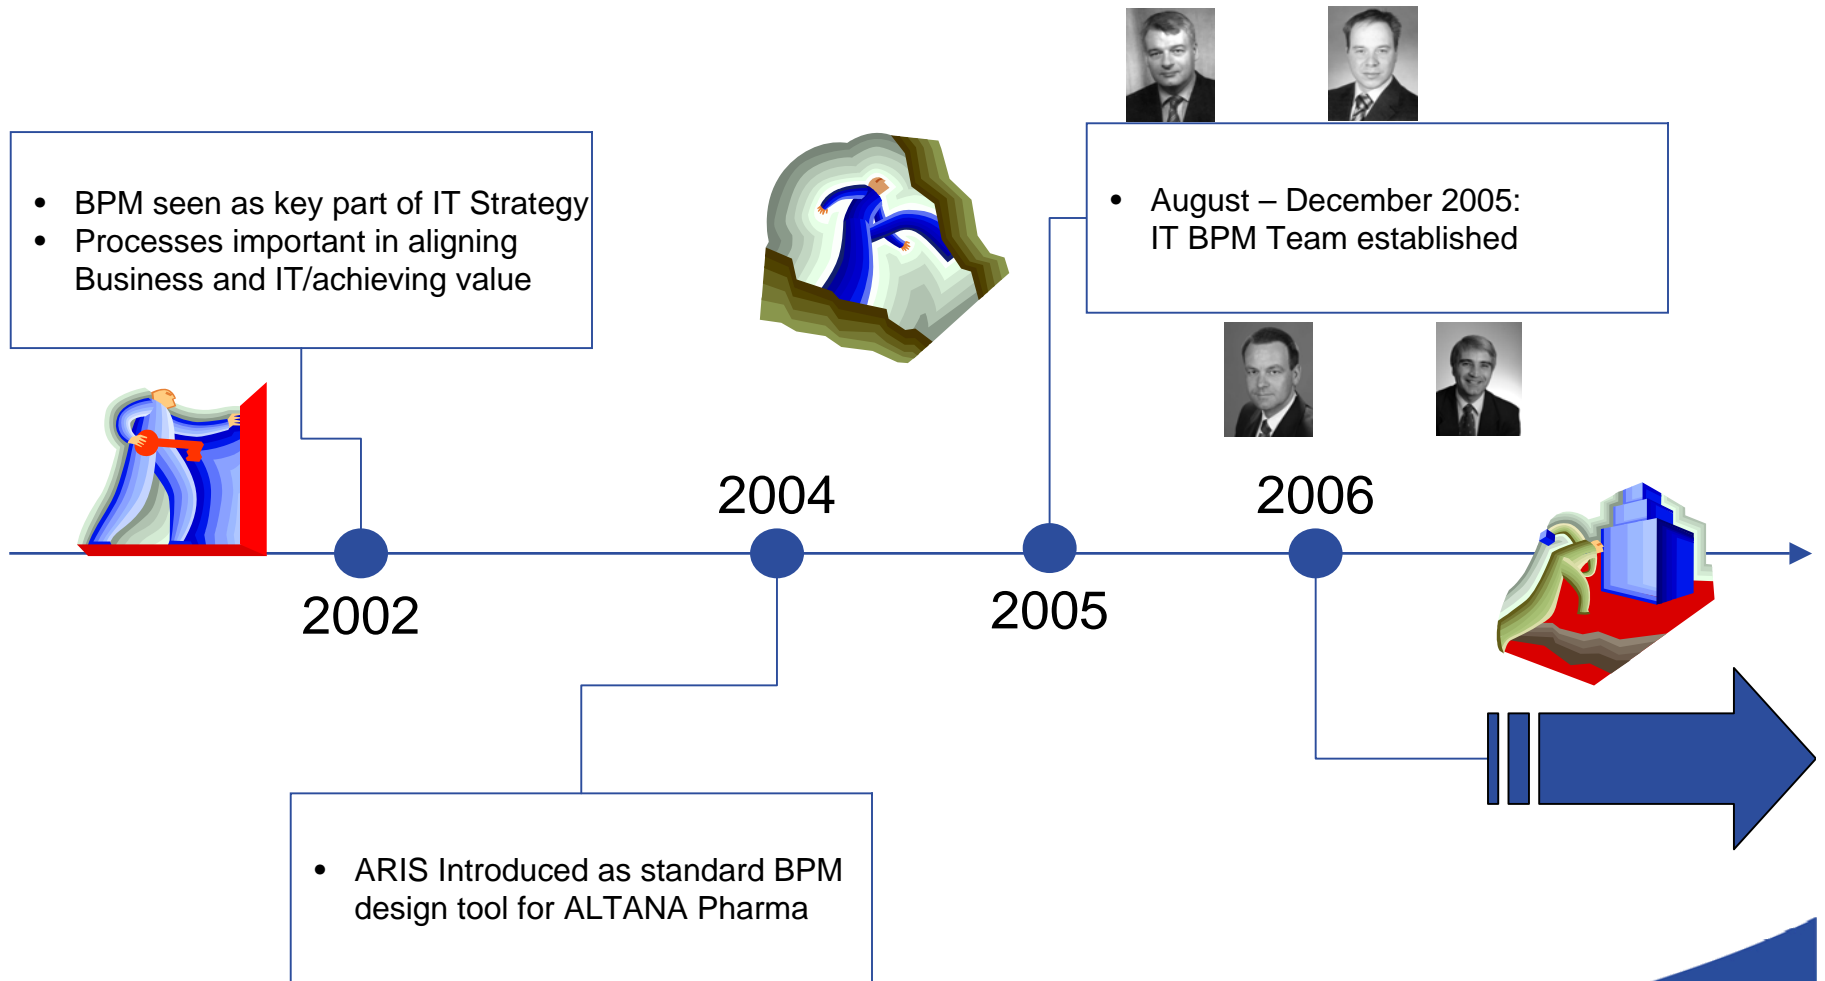 • BPM seen as key part of IT Strategy
• Processes important in aligning
Business and IT/achieving value
• August – December 2005:
IT BPM Team established
2004
2006
2002
2005
• ARIS Introduced as standard BPM
design tool for ALTANA Pharma